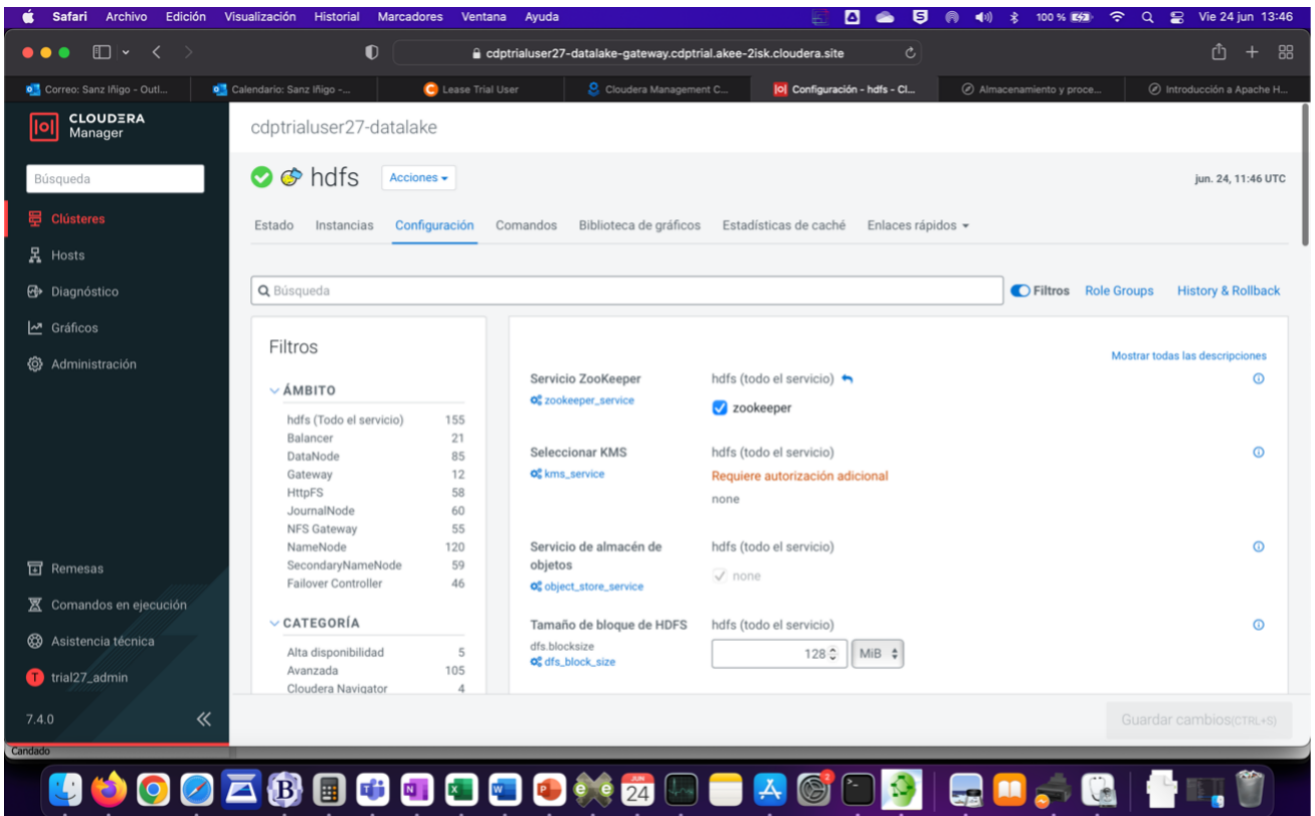 Safari Archivo Edición Visualización Historial Marcadores Ventana Ayuda 100 % Vie 24 jun 13:46
cdptrialuser27-datalake-gateway.cdptrial.akee-2isk.cloudera.site
Correo: Sanz Iñigo - Outl... Calendario: Sanz Iñigo -... Lease Trial User Cloudera Management C... Configuración - hdfs - Cl... Almacenamiento y proce... Introducción a Apache H...
CLOUDERA
Manager
Búsqueda
Clústeres
Hosts
Diagnóstico
Gráficos
Administración
Remesas
Comandos en ejecución
Asistencia técnica
T trial27_admin
7.4.0
Candado
cdptrialuser27-datalake
hdfs Acciones jun. 24, 11:46 UTC
Estado Instancias Configuración Comandos Biblioteca de gráficos Estadísticas de caché Enlaces rápidos
Búsqueda Filtros Role Groups History & Rollback
Filtros
ÁMBITO
hdfs (Todo el servicio) 155
Balancer 21
DataNode 85
Gateway 12
HttpFS 58
JournalNode 60
NFS Gateway 55
NameNode 120
SecondaryNameNode 59
Failover Controller 46
CATEGORÍA
Alta disponibilidad 5
Avanzada 105
Cloudera Navigator 4
Mostrar todas las descripciones
Servicio ZooKeeper hdfs (todo el servicio)
zookeeper_service zookeeper
Seleccionar KMS hdfs (todo el servicio)
kms_service Requiere autorización adicional
none
Servicio de almacén de hdfs (todo el servicio)
objetos none
object_store_service
Tamaño de bloque de HDFS hdfs (todo el servicio)
dfs.blocksize 128 MiB
dfs_block_size
Guardar cambios(CTRL+S)
JUN
24
2